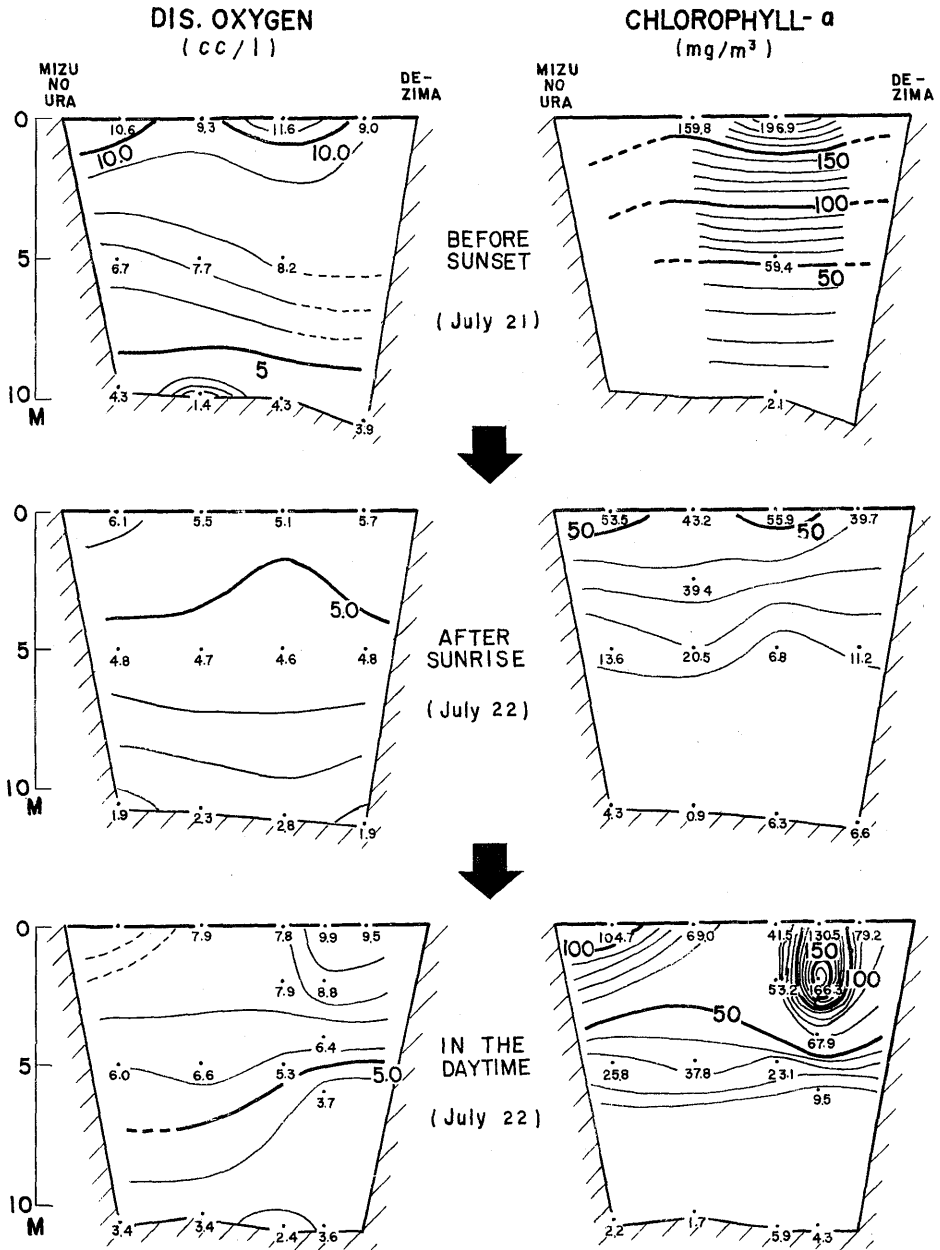 DIS. OXYGEN
(cc/l)
CHLOROPHYLL-a
(mg/m³)
MIZU
NO
URA
DE-
ZIMA
MIZU
NO
URA
DE-
ZIMA
0
10.6 9.3 11.6 9.0
10.0 10.0
5
6.7 7.7 8.2
5
10
M
4.3 1.4 4.3 3.9
BEFORE
SUNSET
(July 21)
159.8 196.9
150
100
59.4
50
2.1
0
6.1 5.5 5.1 5.7
5.0
5
4.8 4.7 4.6 4.8
10
M
1.9 2.3 2.8 1.9
AFTER
SUNRISE
(July 22)
53.5 43.2 55.9 39.7
50 50
39.4
13.6 20.5 6.8 11.2
4.3 0.9 6.3 6.6
0
7.9 7.8 9.9 9.5
7.9 8.8
6.4
5
6.0 6.6 5.3 5.0
3.7
10
M
3.4 3.4 2.4 3.6
IN THE
DAYTIME
(July 22)
104.7 69.0 41.5 130.5 79.2
100 50
53.2 166.3 100
50
67.9
25.8 37.8 23.1
9.5
2.2 1.7 5.9 4.3